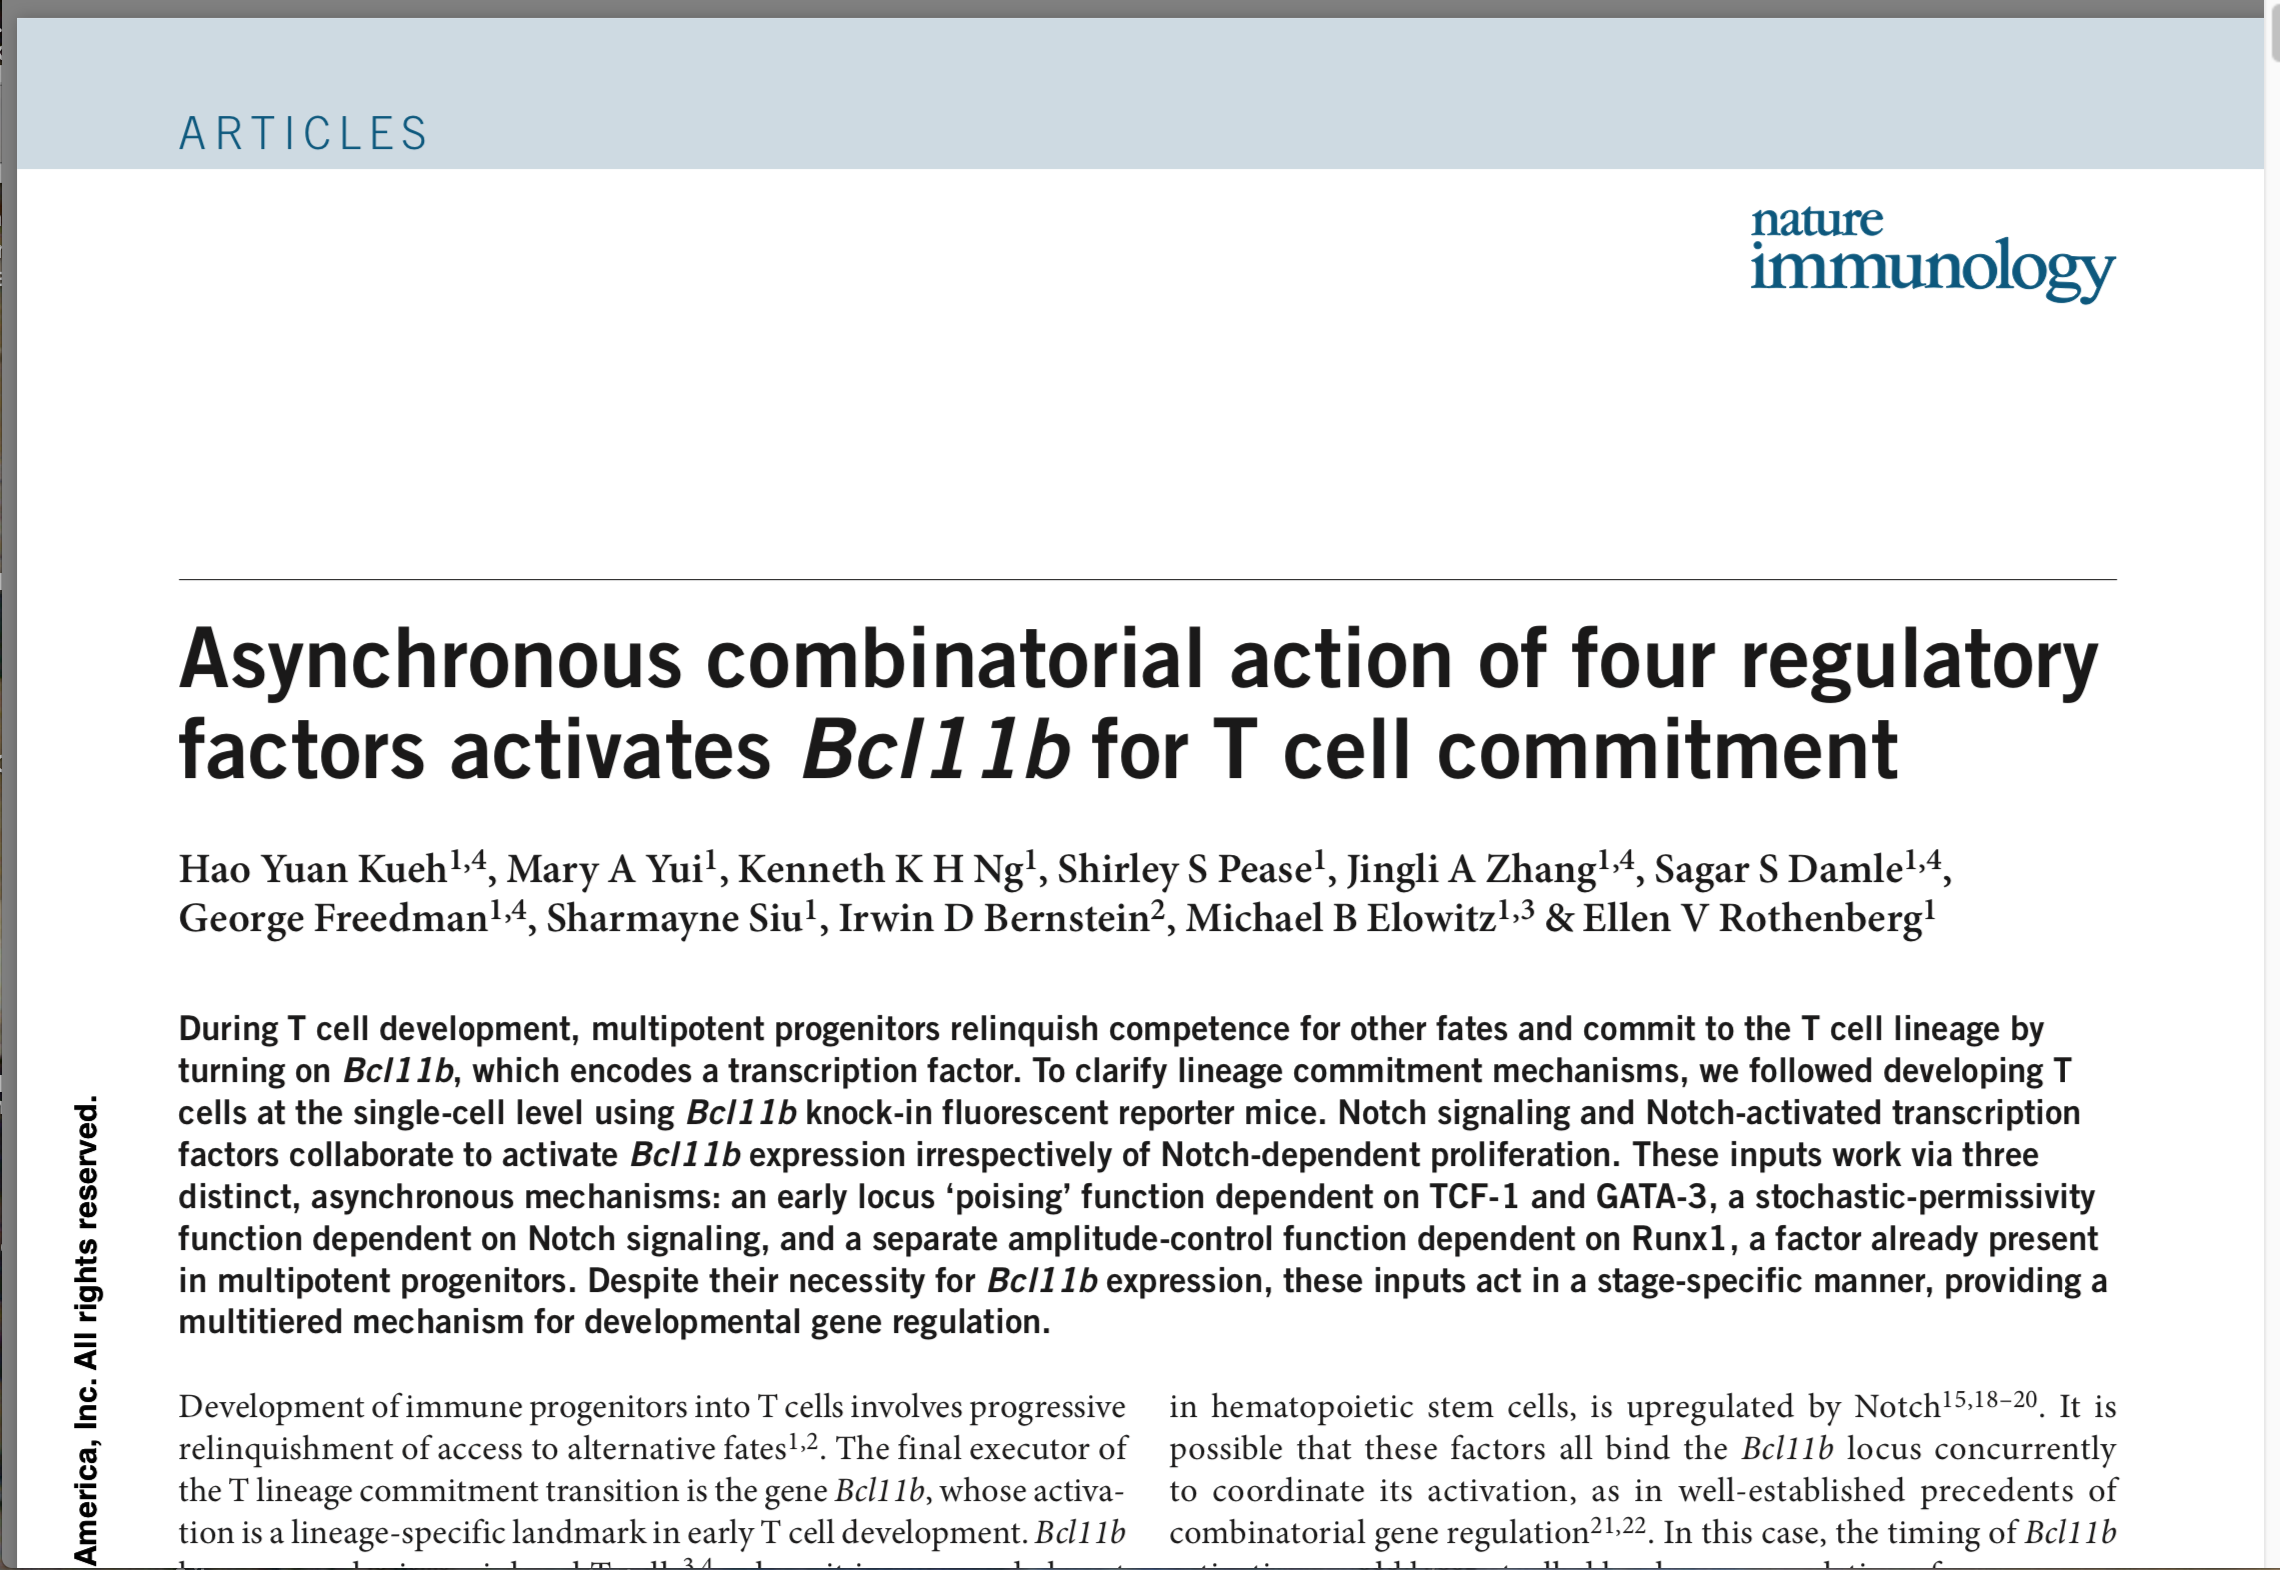 ARTICLES
nature
immunology
Asynchronous combinatorial action of four regulatory
factors activates Bcl11b for T cell commitment
Hao Yuan Kueh1,4, Mary A Yui1, Kenneth K H Ng1, Shirley S Pease1, Jingli A Zhang1,4, Sagar S Damle1,4,
George Freedman1,4, Sharmayne Siu1, Irwin D Bernstein2, Michael B Elowitz1,3 & Ellen V Rothenberg1
During T cell development, multipotent progenitors relinquish competence for other fates and commit to the T cell lineage by
turning on Bcl11b, which encodes a transcription factor. To clarify lineage commitment mechanisms, we followed developing T
cells at the single-cell level using Bcl11b knock-in fluorescent reporter mice. Notch signaling and Notch-activated transcription
factors collaborate to activate Bcl11b expression irrespectively of Notch-dependent proliferation. These inputs work via three
distinct, asynchronous mechanisms: an early locus ‘poising’ function dependent on TCF-1 and GATA-3, a stochastic-permissivity
function dependent on Notch signaling, and a separate amplitude-control function dependent on Runx1, a factor already present
in multipotent progenitors. Despite their necessity for Bcl11b expression, these inputs act in a stage-specific manner, providing a
multitiered mechanism for developmental gene regulation.
Development of immune progenitors into T cells involves progressive
relinquishment of access to alternative fates1,2. The final executor of
the T lineage commitment transition is the gene Bcl11b, whose activa-
tion is a lineage-specific landmark in early T cell development. Bcl11b
in hematopoietic stem cells, is upregulated by Notch15,18–20. It is
possible that these factors all bind the Bcl11b locus concurrently
to coordinate its activation, as in well-established precedents of
combinatorial gene regulation21,22. In this case, the timing of Bcl11b
America, Inc. All rights reserved.